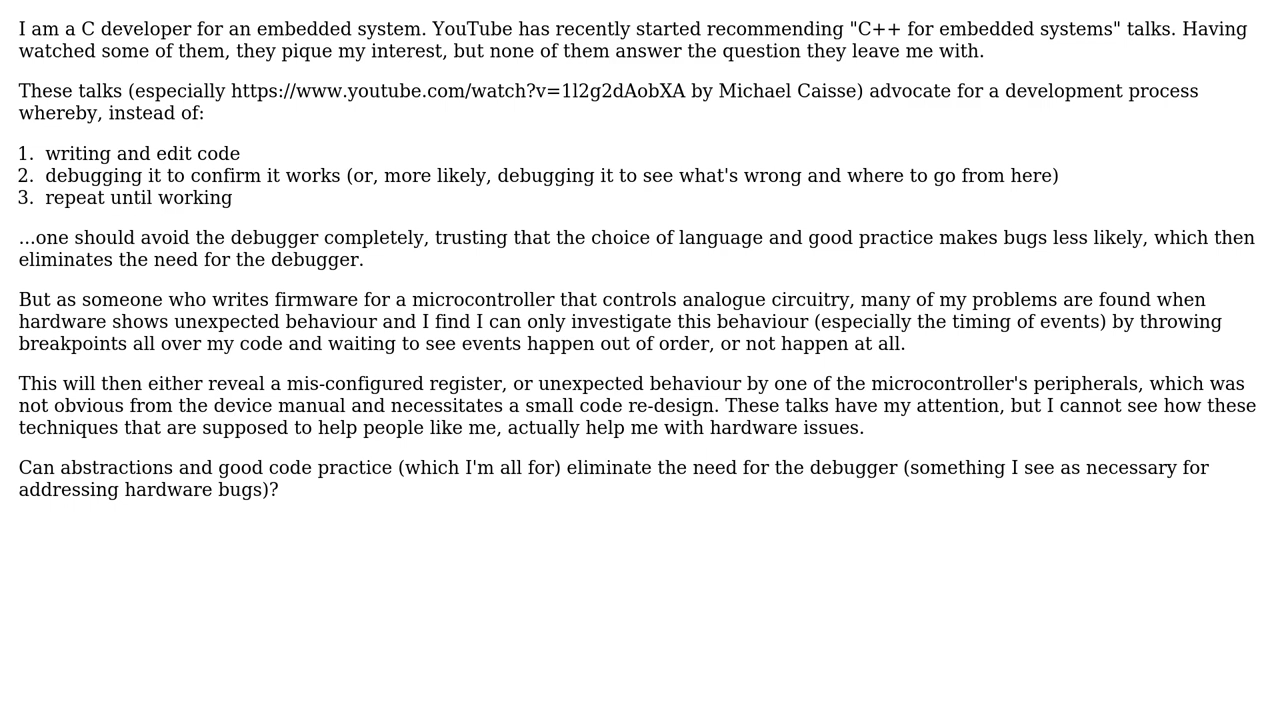 I am a C developer for an embedded system. YouTube has recently started recommending "C++ for embedded systems" talks. Having
watched some of them, they pique my interest, but none of them answer the question they leave me with.
These talks (especially https://www.youtube.com/watch?v=1l2g2dAobXA by Michael Caisse) advocate for a development process
whereby, instead of:
1. writing and edit code
2. debugging it to confirm it works (or, more likely, debugging it to see what's wrong and where to go from here)
3. repeat until working
...one should avoid the debugger completely, trusting that the choice of language and good practice makes bugs less likely, which then
eliminates the need for the debugger.
But as someone who writes firmware for a microcontroller that controls analogue circuitry, many of my problems are found when
hardware shows unexpected behaviour and I find I can only investigate this behaviour (especially the timing of events) by throwing
breakpoints all over my code and waiting to see events happen out of order, or not happen at all.
This will then either reveal a mis-configured register, or unexpected behaviour by one of the microcontroller's peripherals, which was
not obvious from the device manual and necessitates a small code re-design. These talks have my attention, but I cannot see how these
techniques that are supposed to help people like me, actually help me with hardware issues.
Can abstractions and good code practice (which I'm all for) eliminate the need for the debugger (something I see as necessary for
addressing hardware bugs)?